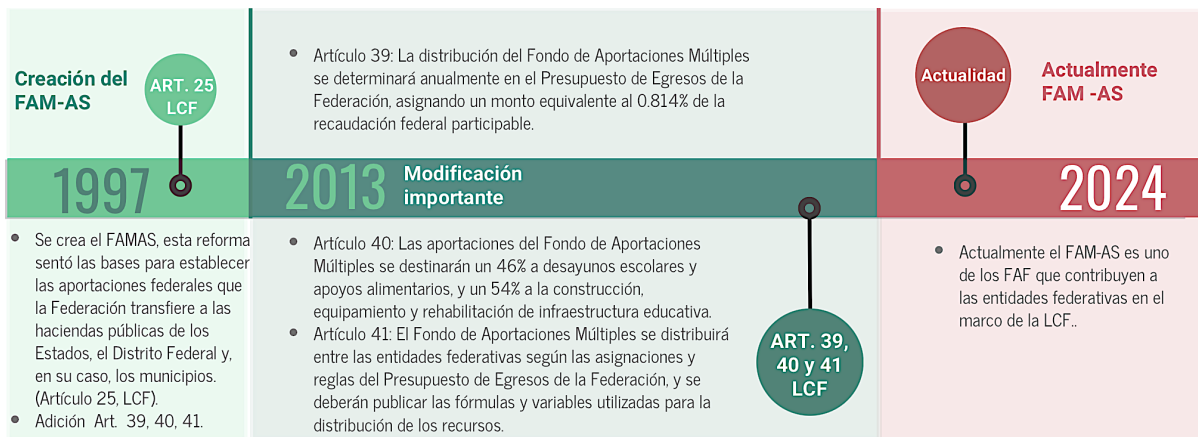 Creación del
FAM-AS
ART. 25
LCF
1997
Se crea el FAMAS, esta reforma
sentó las bases para establecer
las aportaciones federales que
la Federación transfiere a las
haciendas públicas de los
Estados, el Distrito Federal y,
en su caso, los municipios.
(Artículo 25, LCF).
Adición Art. 39, 40, 41.
Artículo 39: La distribución del Fondo de Aportaciones Múltiples
se determinará anualmente en el Presupuesto de Egresos de la
Federación, asignando un monto equivalente al 0.814% de la
recaudación federal participable.
2013
Modificación
importante
Artículo 40: Las aportaciones del Fondo de Aportaciones
Múltiples se destinarán un 46% a desayunos escolares y
apoyos alimentarios, y un 54% a la construcción,
equipamiento y rehabilitación de infraestructura educativa.
Artículo 41: El Fondo de Aportaciones Múltiples se distribuirá
entre las entidades federativas según las asignaciones y
reglas del Presupuesto de Egresos de la Federación, y se
deberán publicar las fórmulas y variables utilizadas para la
distribución de los recursos.
ART. 39,
40 y 41
LCF
Actualidad
Actualmente
FAM -AS
2024
Actualmente el FAM-AS es uno
de los FAF que contribuyen a
las entidades federativas en el
marco de la LCF..